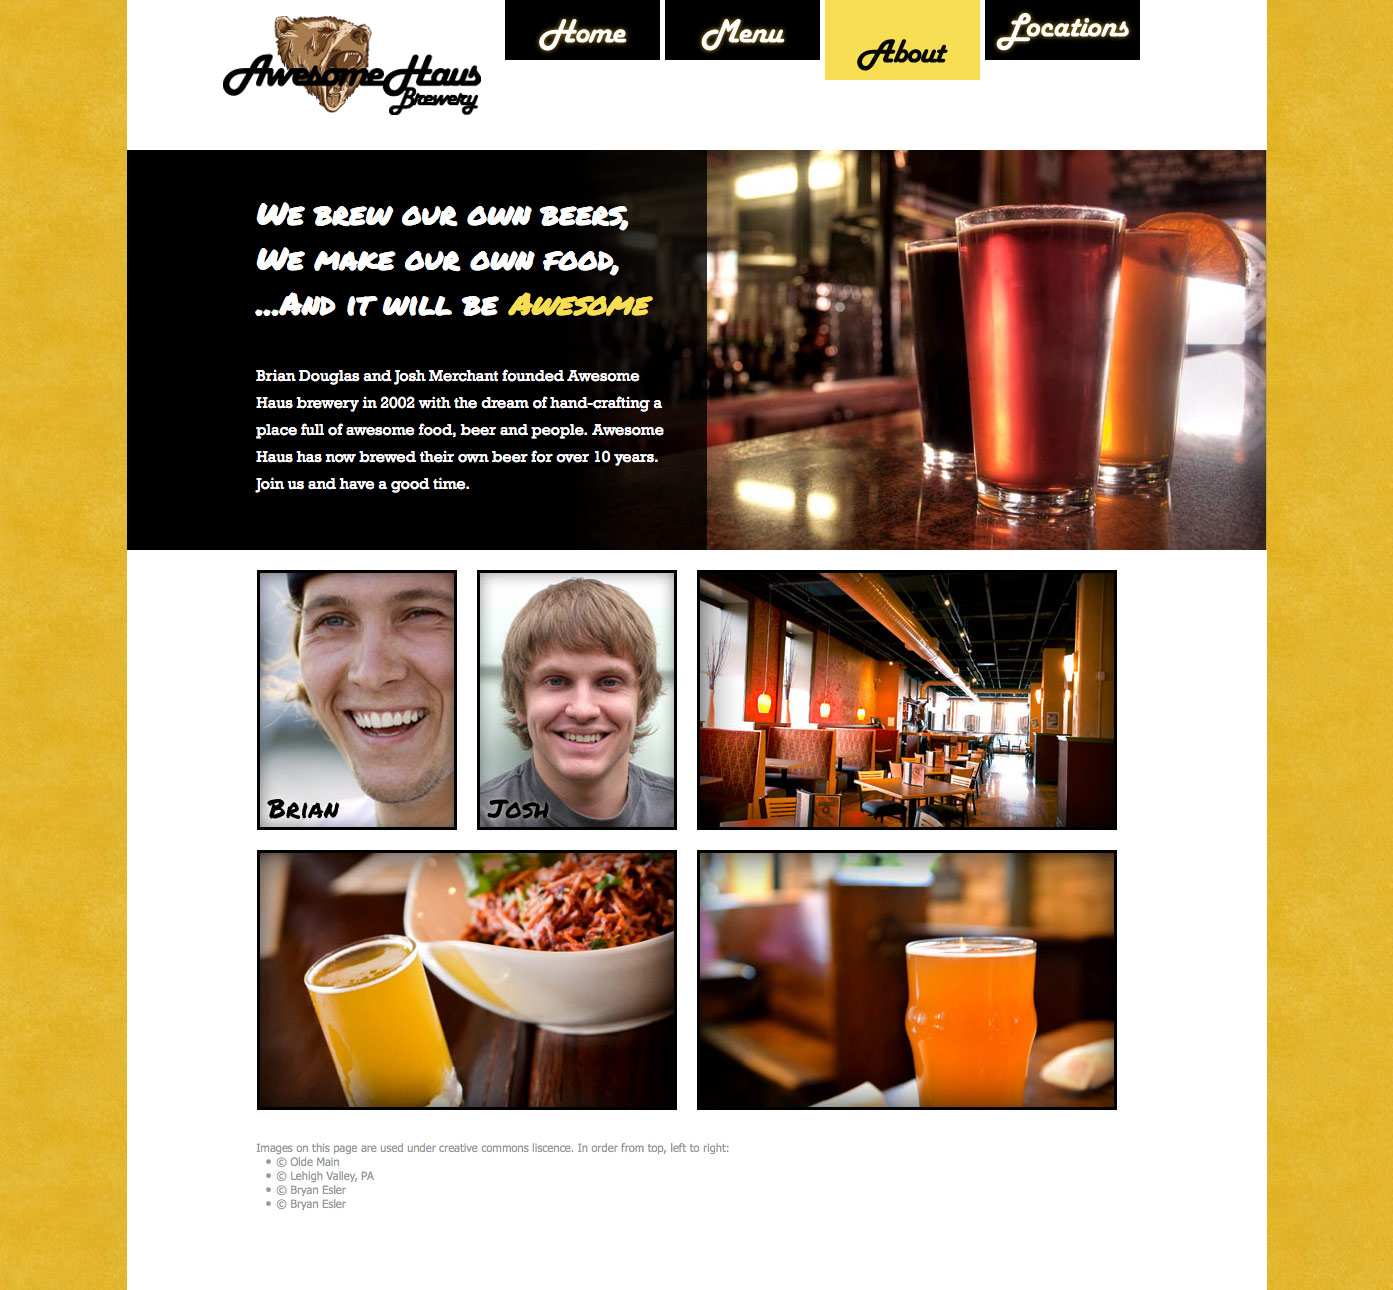 Awesome Haus
Brewery
Home
Menu
About
Locations
We brew our own beers,
We make our own food,
...And it will be Awesome
Brian Douglas and Josh Merchant founded Awesome
Haus brewery in 2002 with the dream of hand-crafting a
place full of awesome food, beer and people. Awesome
Haus has now brewed their own beer for over 10 years.
Join us and have a good time.
Brian
Josh
Images on this page are used under creative commons liscence. In order from top, left to right:
• © Olde Main
• © Lehigh Valley, PA
• © Bryan Esler
• © Bryan Esler